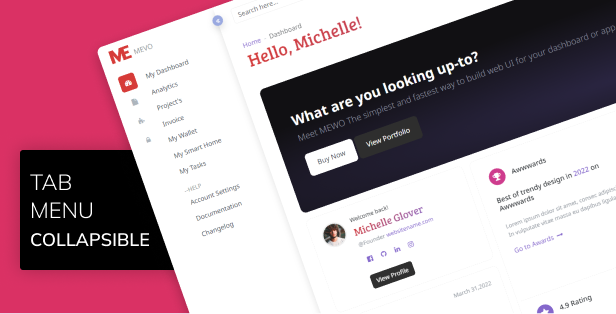 TAB
MENU
COLLAPSIBLE
ME MEVO
My Dashboard
Analytics
Project's
Invoice
My Wallet
My Smart Home
My Tasks
- HELP
Account Settings
Documentation
Changelog
Search here...
Home Dashboard
Hello, Michelle!
What are you looking up-to?
Meet MEWO The simplest and fastest way to build web UI for your dashboard or app
Buy Now
View Portfolio
Welcome back!
Michelle Glover
@Founder websitename.com
View Profile
March 31,2022
Awwwards
Best of trendy design in 2022 on
Awwwards
Lorem ipsum dolor sit amet, consec adipisc
In vulputate vitae massa eu dapibus
Go to Awards →
4.9 Rating